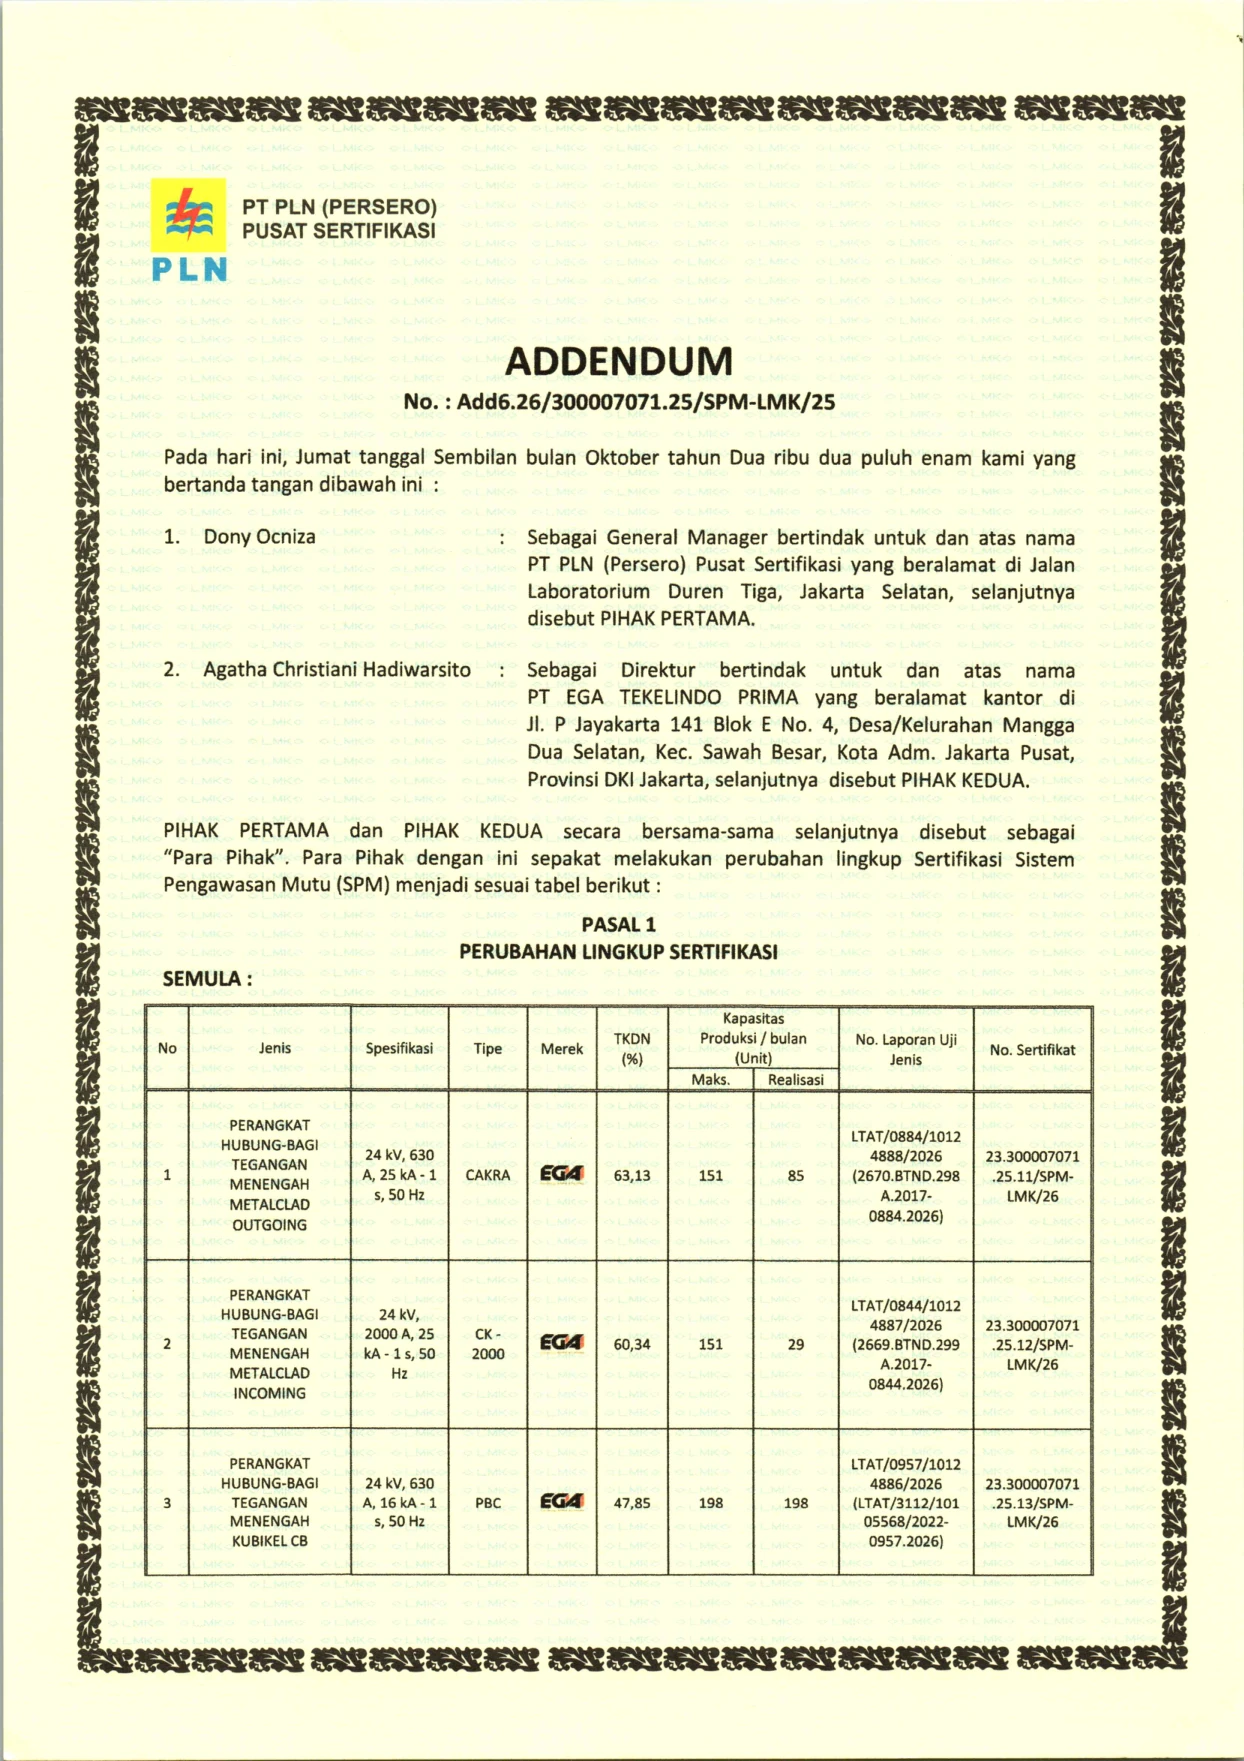 PT PLN (PERSERO)
PUSAT SERTIFIKASI
PLN
ADDENDUM
No. : Add6.26/300007071.25/SPM-LMK/25
Pada hari ini, Jumat tanggal Sembilan bulan Oktober tahun Dua ribu dua puluh enam kami yang
bertanda tangan dibawah ini :
1. Dony Ocniza : Sebagai General Manager bertindak untuk dan atas nama
PT PLN (Persero) Pusat Sertifikasi yang beralamat di Jalan
Laboratorium Duren Tiga, Jakarta Selatan, selanjutnya
disebut PIHAK PERTAMA.
2. Agatha Christiani Hadiwarsito : Sebagai Direktur bertindak untuk dan atas nama
PT EGA TEKELINDO PRIMA yang beralamat kantor di
Jl. P Jayakarta 141 Blok E No. 4, Desa/Kelurahan Mangga
Dua Selatan, Kec. Sawah Besar, Kota Adm. Jakarta Pusat,
Provinsi DKI Jakarta, selanjutnya disebut PIHAK KEDUA.
PIHAK PERTAMA dan PIHAK KEDUA secara bersama-sama selanjutnya disebut sebagai
“Para Pihak”. Para Pihak dengan ini sepakat melakukan perubahan lingkup Sertifikasi Sistem
Pengawasan Mutu (SPM) menjadi sesuai tabel berikut :
PASAL 1
PERUBAHAN LINGKUP SERTIFIKASI
SEMULA :
No
Jenis
Spesifikasi
Tipe
Merek
TKDN
(%)
Kapasitas
Produksi / bulan
(Unit)
Maks.
Realisasi
No. Laporan Uji
Jenis
No. Sertifikat
1
PERANGKAT
HUBUNG-BAGI
TEGANGAN
MENENGAH
METALCLAD
OUTGOING
24 kV, 630
A, 25 kA - 1
s, 50 Hz
CAKRA
EGA
63,13
151
85
LTAT/0884/1012
4888/2026
(2670.BTND.298
A.2017-
0884.2026)
23.300007071
.25.11/SPM-
LMK/26
2
PERANGKAT
HUBUNG-BAGI
TEGANGAN
MENENGAH
METALCLAD
INCOMING
24 kV,
2000 A, 25
kA - 1 s, 50
Hz
CK -
2000
EGA
60,34
151
29
LTAT/0844/1012
4887/2026
(2669.BTND.299
A.2017-
0844.2026)
23.300007071
.25.12/SPM-
LMK/26
3
PERANGKAT
HUBUNG-BAGI
TEGANGAN
MENENGAH
KUBIKEL CB
24 kV, 630
A, 16 kA - 1
s, 50 Hz
PBC
EGA
47,85
198
198
LTAT/0957/1012
4886/2026
(LTAT/3112/101
05568/2022-
0957.2026)
23.300007071
.25.13/SPM-
LMK/26